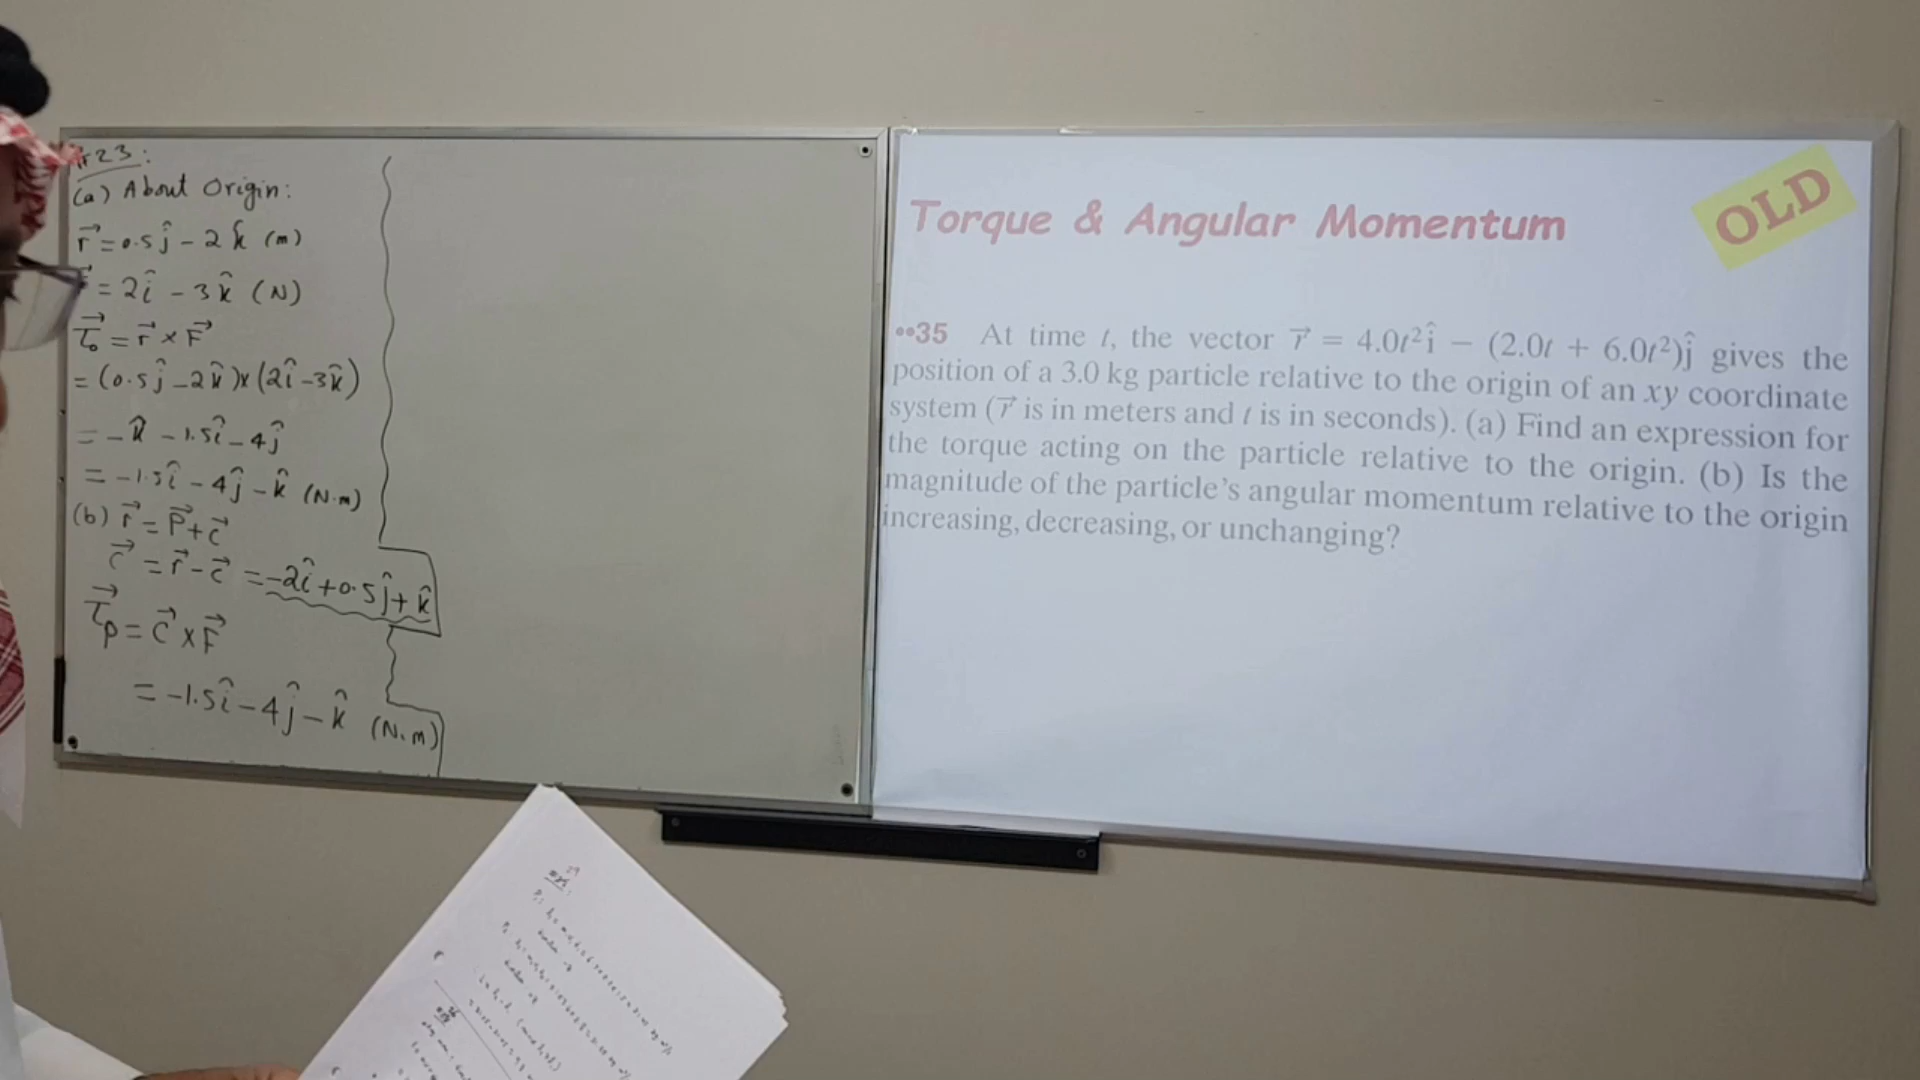 #23:
(a) About Origin:
r⃗ = 0.5 ĵ - 2 k̂ (m)
= 2î - 3k̂ (N)
τ⃗₀ = r⃗ × F⃗
= (0.5ĵ - 2k̂) × (2î - 3k̂)
= -k̂ - 1.5î - 4ĵ
= -1.5î - 4ĵ - k̂ (N.m)
(b) r⃗ = P⃗ + c⃗
c⃗ = r⃗ - c⃗ = -2î + 0.5ĵ + k̂
τ⃗p = c⃗ × F⃗
= -1.5î - 4ĵ - k̂ (N.m)
Torque & Angular Momentum
OLD
••35 At time t, the vector r⃗ = 4.0t²î − (2.0t + 6.0t²)ĵ gives the
position of a 3.0 kg particle relative to the origin of an xy coordinate
system (r⃗ is in meters and t is in seconds). (a) Find an expression for
the torque acting on the particle relative to the origin. (b) Is the
magnitude of the particle's angular momentum relative to the origin
increasing, decreasing, or unchanging?